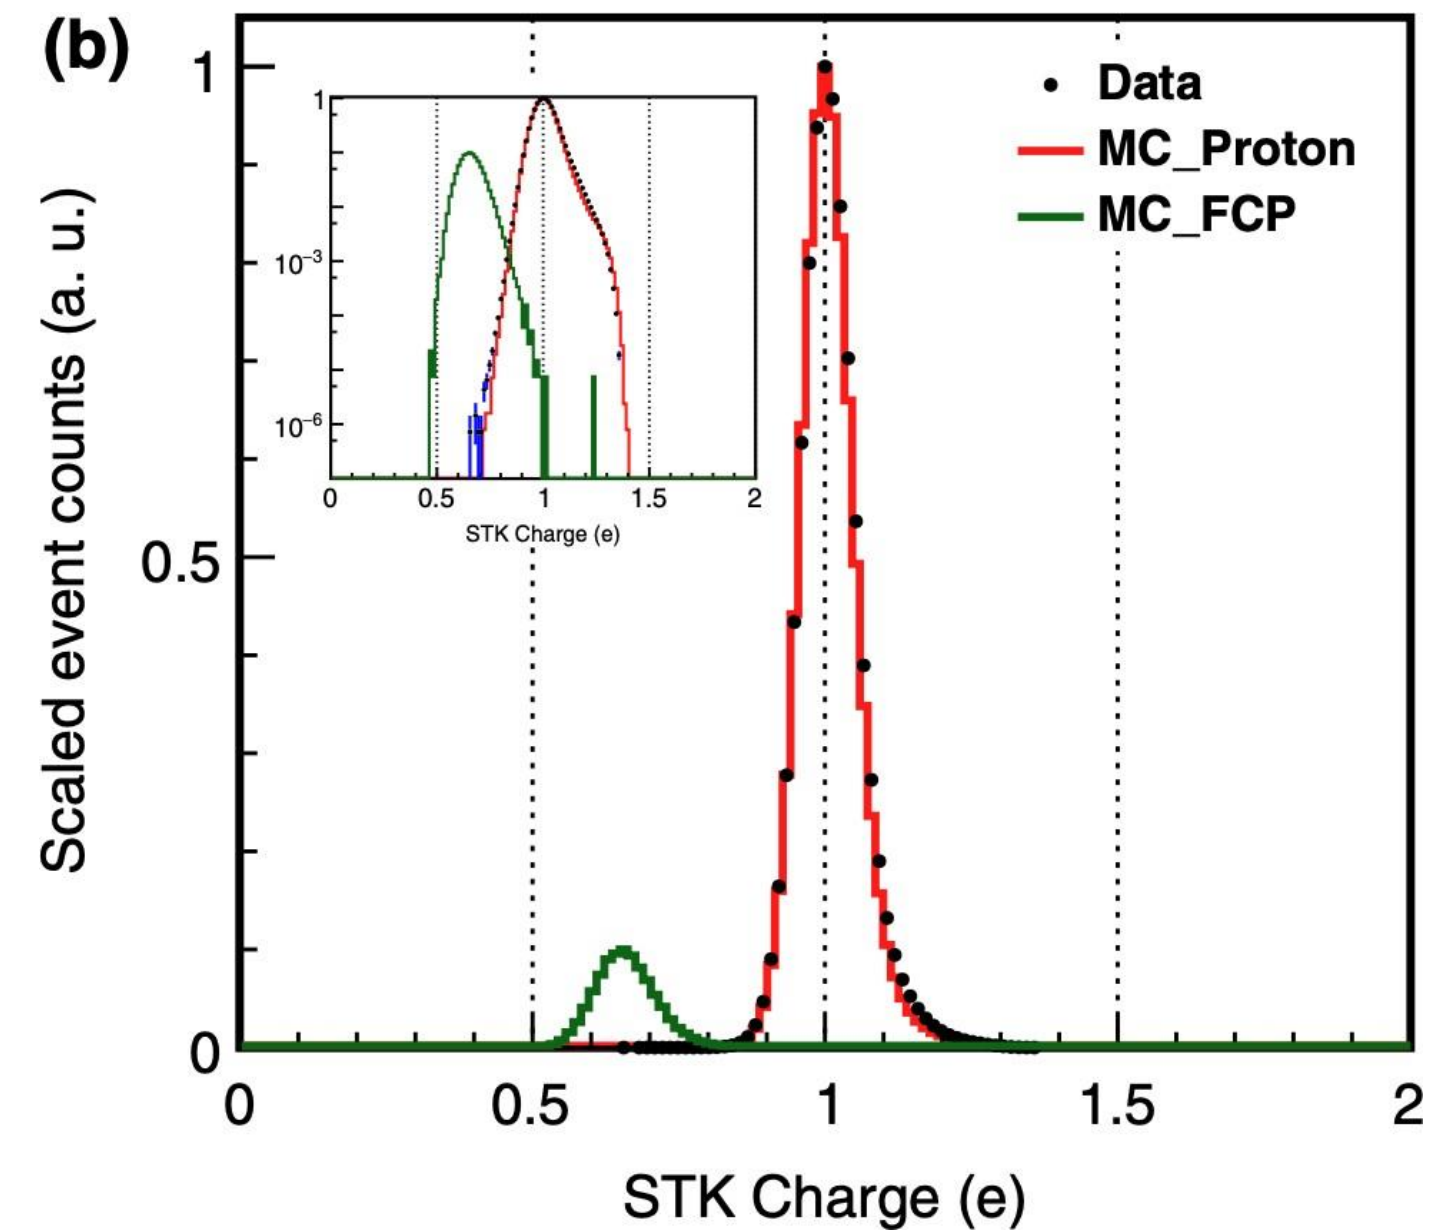 (b)
Scaled event counts (a. u.)
1
0.5
0
Data
MC_Proton
MC_FCP
1
10⁻³
10⁻⁶
0 0.5 1 1.5 2
STK Charge (e)
0 0.5 1 1.5 2
STK Charge (e)